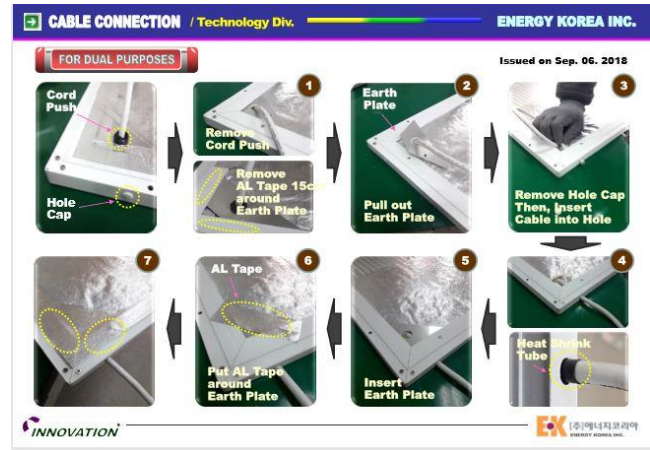 CABLE CONNECTION / Technology Div.
ENERGY KOREA INC.
FOR DUAL PURPOSES
Issued on Sep. 06. 2018
Cord
Push
Hole
Cap
1
Remove
Cord Push
Remove
AL Tape 15cm
around
Earth Plate
2
Earth
Plate
Pull out
Earth Plate
3
Remove Hole Cap
Then, Insert
Cable into Hole
4
Heat Shrink
Tube
5
Insert
Earth Plate
6
AL Tape
Put AL Tape
around
Earth Plate
7
INNOVATION
EK
[주]에너지코리아
ENERGY KOREA INC.